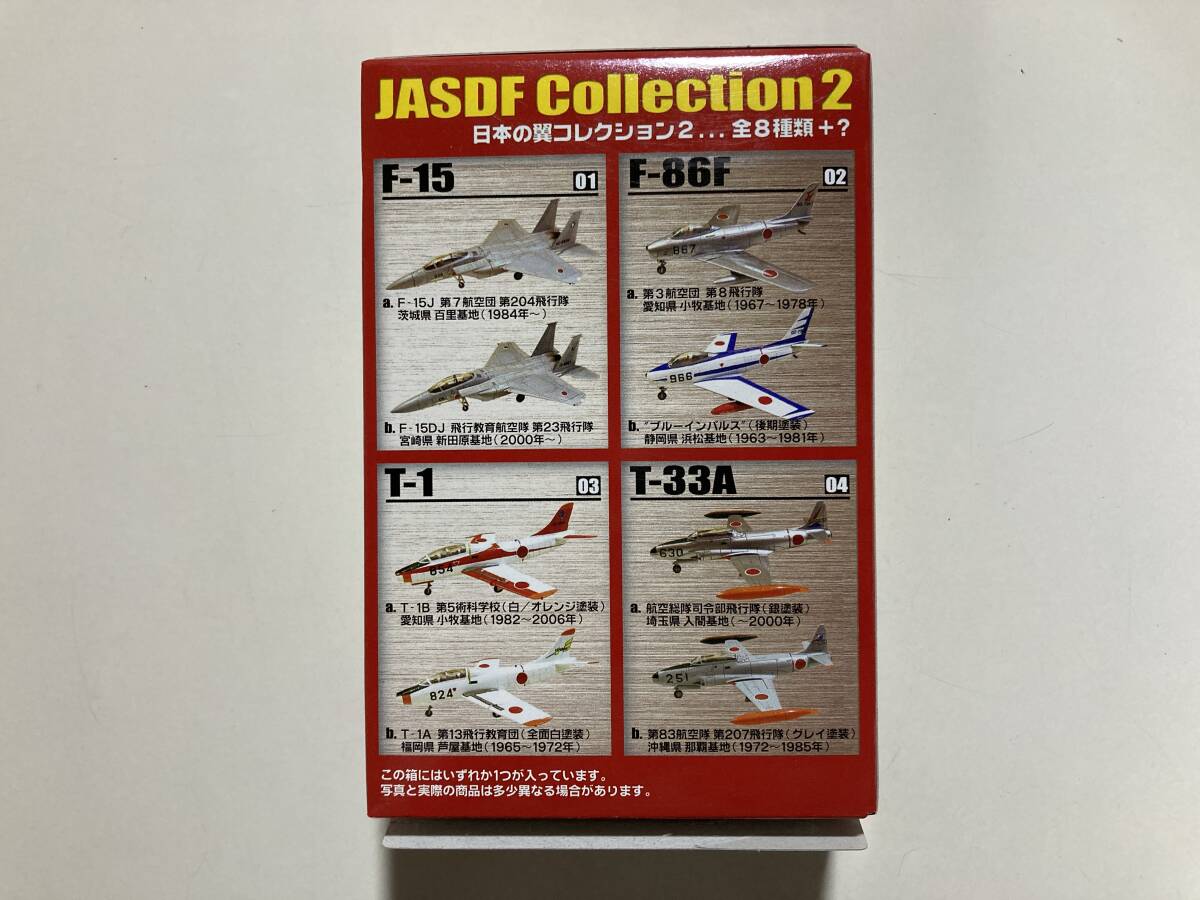 JASDF Collection2
日本の翼コレクション2...全8種類+?
F-15 01
a. F-15J 第7航空団 第204飛行隊
茨城県 百里基地(1984年~)
b. F-15DJ 飛行教育航空隊 第23飛行隊
宮崎県 新田原基地(2000年~)
F-86F 02
867
a. 第3航空団 第8飛行隊
愛知県 小牧基地(1967~1978年)
966
b. "ブルーインパルス"(後期塗装)
静岡県 浜松基地(1963~1981年)
T-1 03
854
a. T-1B 第5術科学校(白/オレンジ塗装)
愛知県 小牧基地(1982~2006年)
824
b. T-1A 第13飛行教育団(全面白塗装)
福岡県 芦屋基地(1965~1972年)
T-33A 04
630
a. 航空総隊司令部飛行隊(銀塗装)
埼玉県 入間基地(~2000年)
251
b. 第83航空隊 第207飛行隊(グレイ塗装)
沖縄県 那覇基地(1972~1985年)
この箱にはいずれか1つが入っています。
写真と実際の商品は多少異なる場合があります。